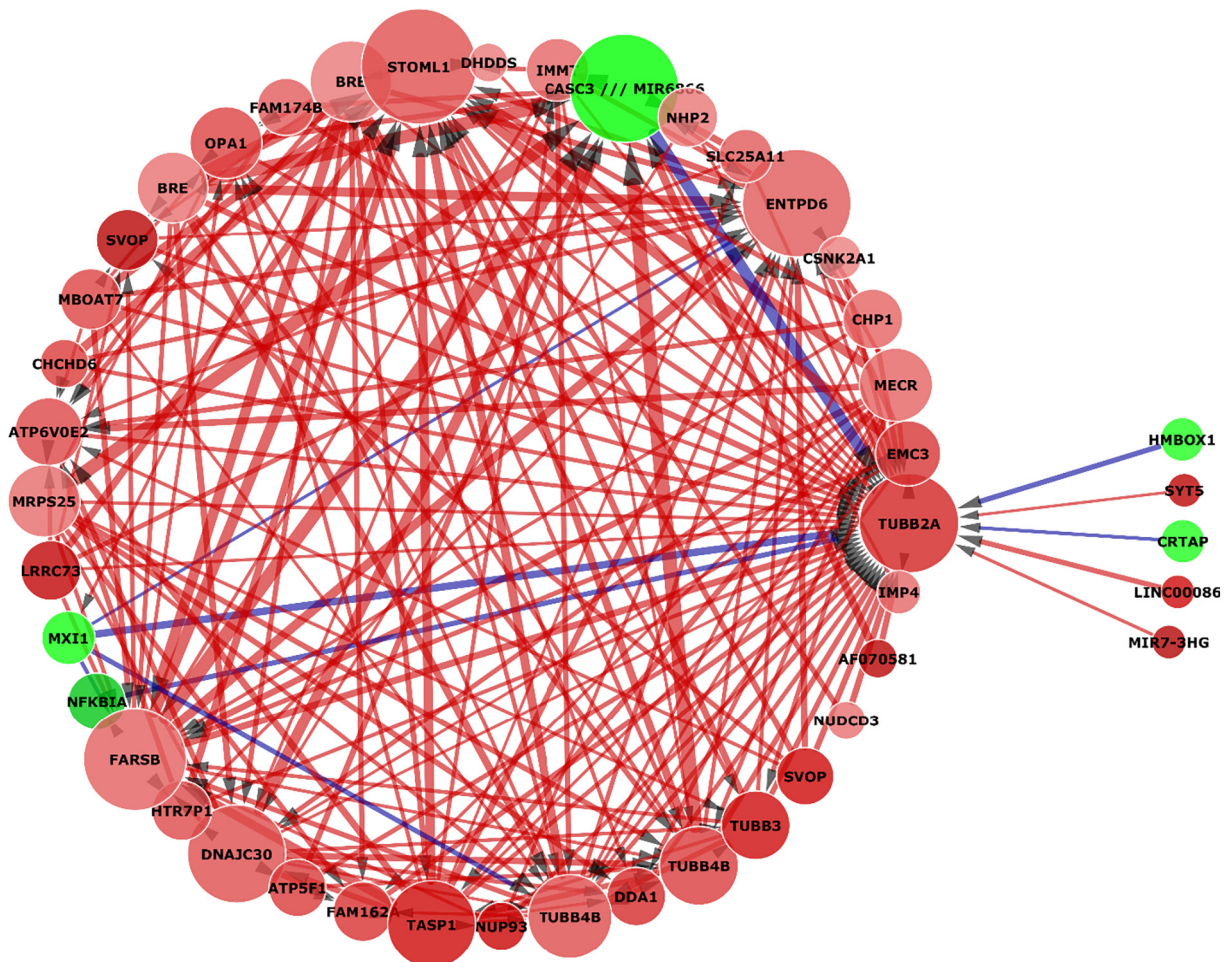 STOML1
DHDDS
IMMT
CASC3 /// MIR6866
BRE
FAM174B
NHP2
OPA1
SLC25A11
BRE
ENTPD6
SVOP
CSNK2A1
MBOAT7
CHP1
CHCHD6
MECR
ATP6V0E2
HMBOX1
EMC3
SYT5
MRPS25
TUBB2A
CRTAP
LRRC73
IMP4
LINC00086
MXI1
MIR7-3HG
AF070581
NFKBIA
NUDCD3
FARSB
SVOP
HTR7P1
TUBB3
DNAJC30
TUBB4B
ATP5F1
DDA1
FAM162A
TASP1
NUP93
TUBB4B